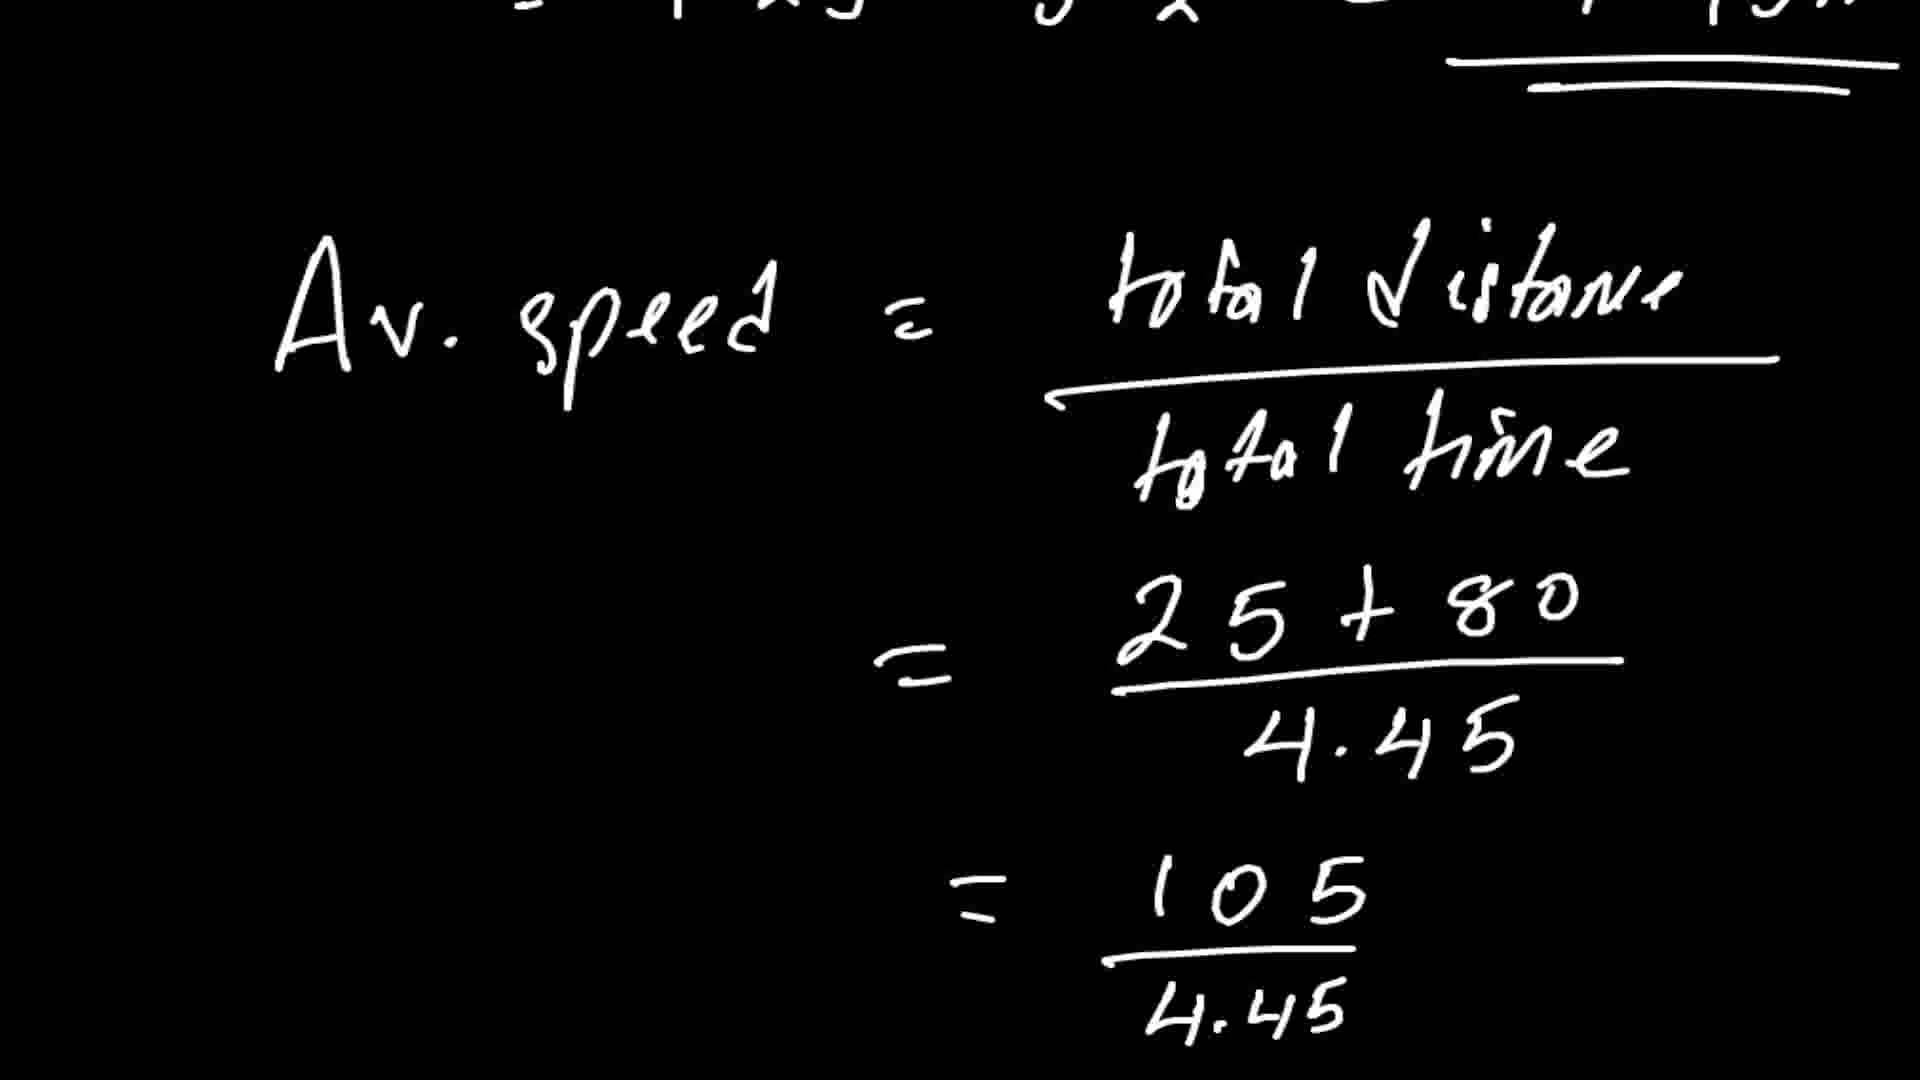 Av. speed = total distance
total time
= 25 + 80
4.45
= 105
4.45